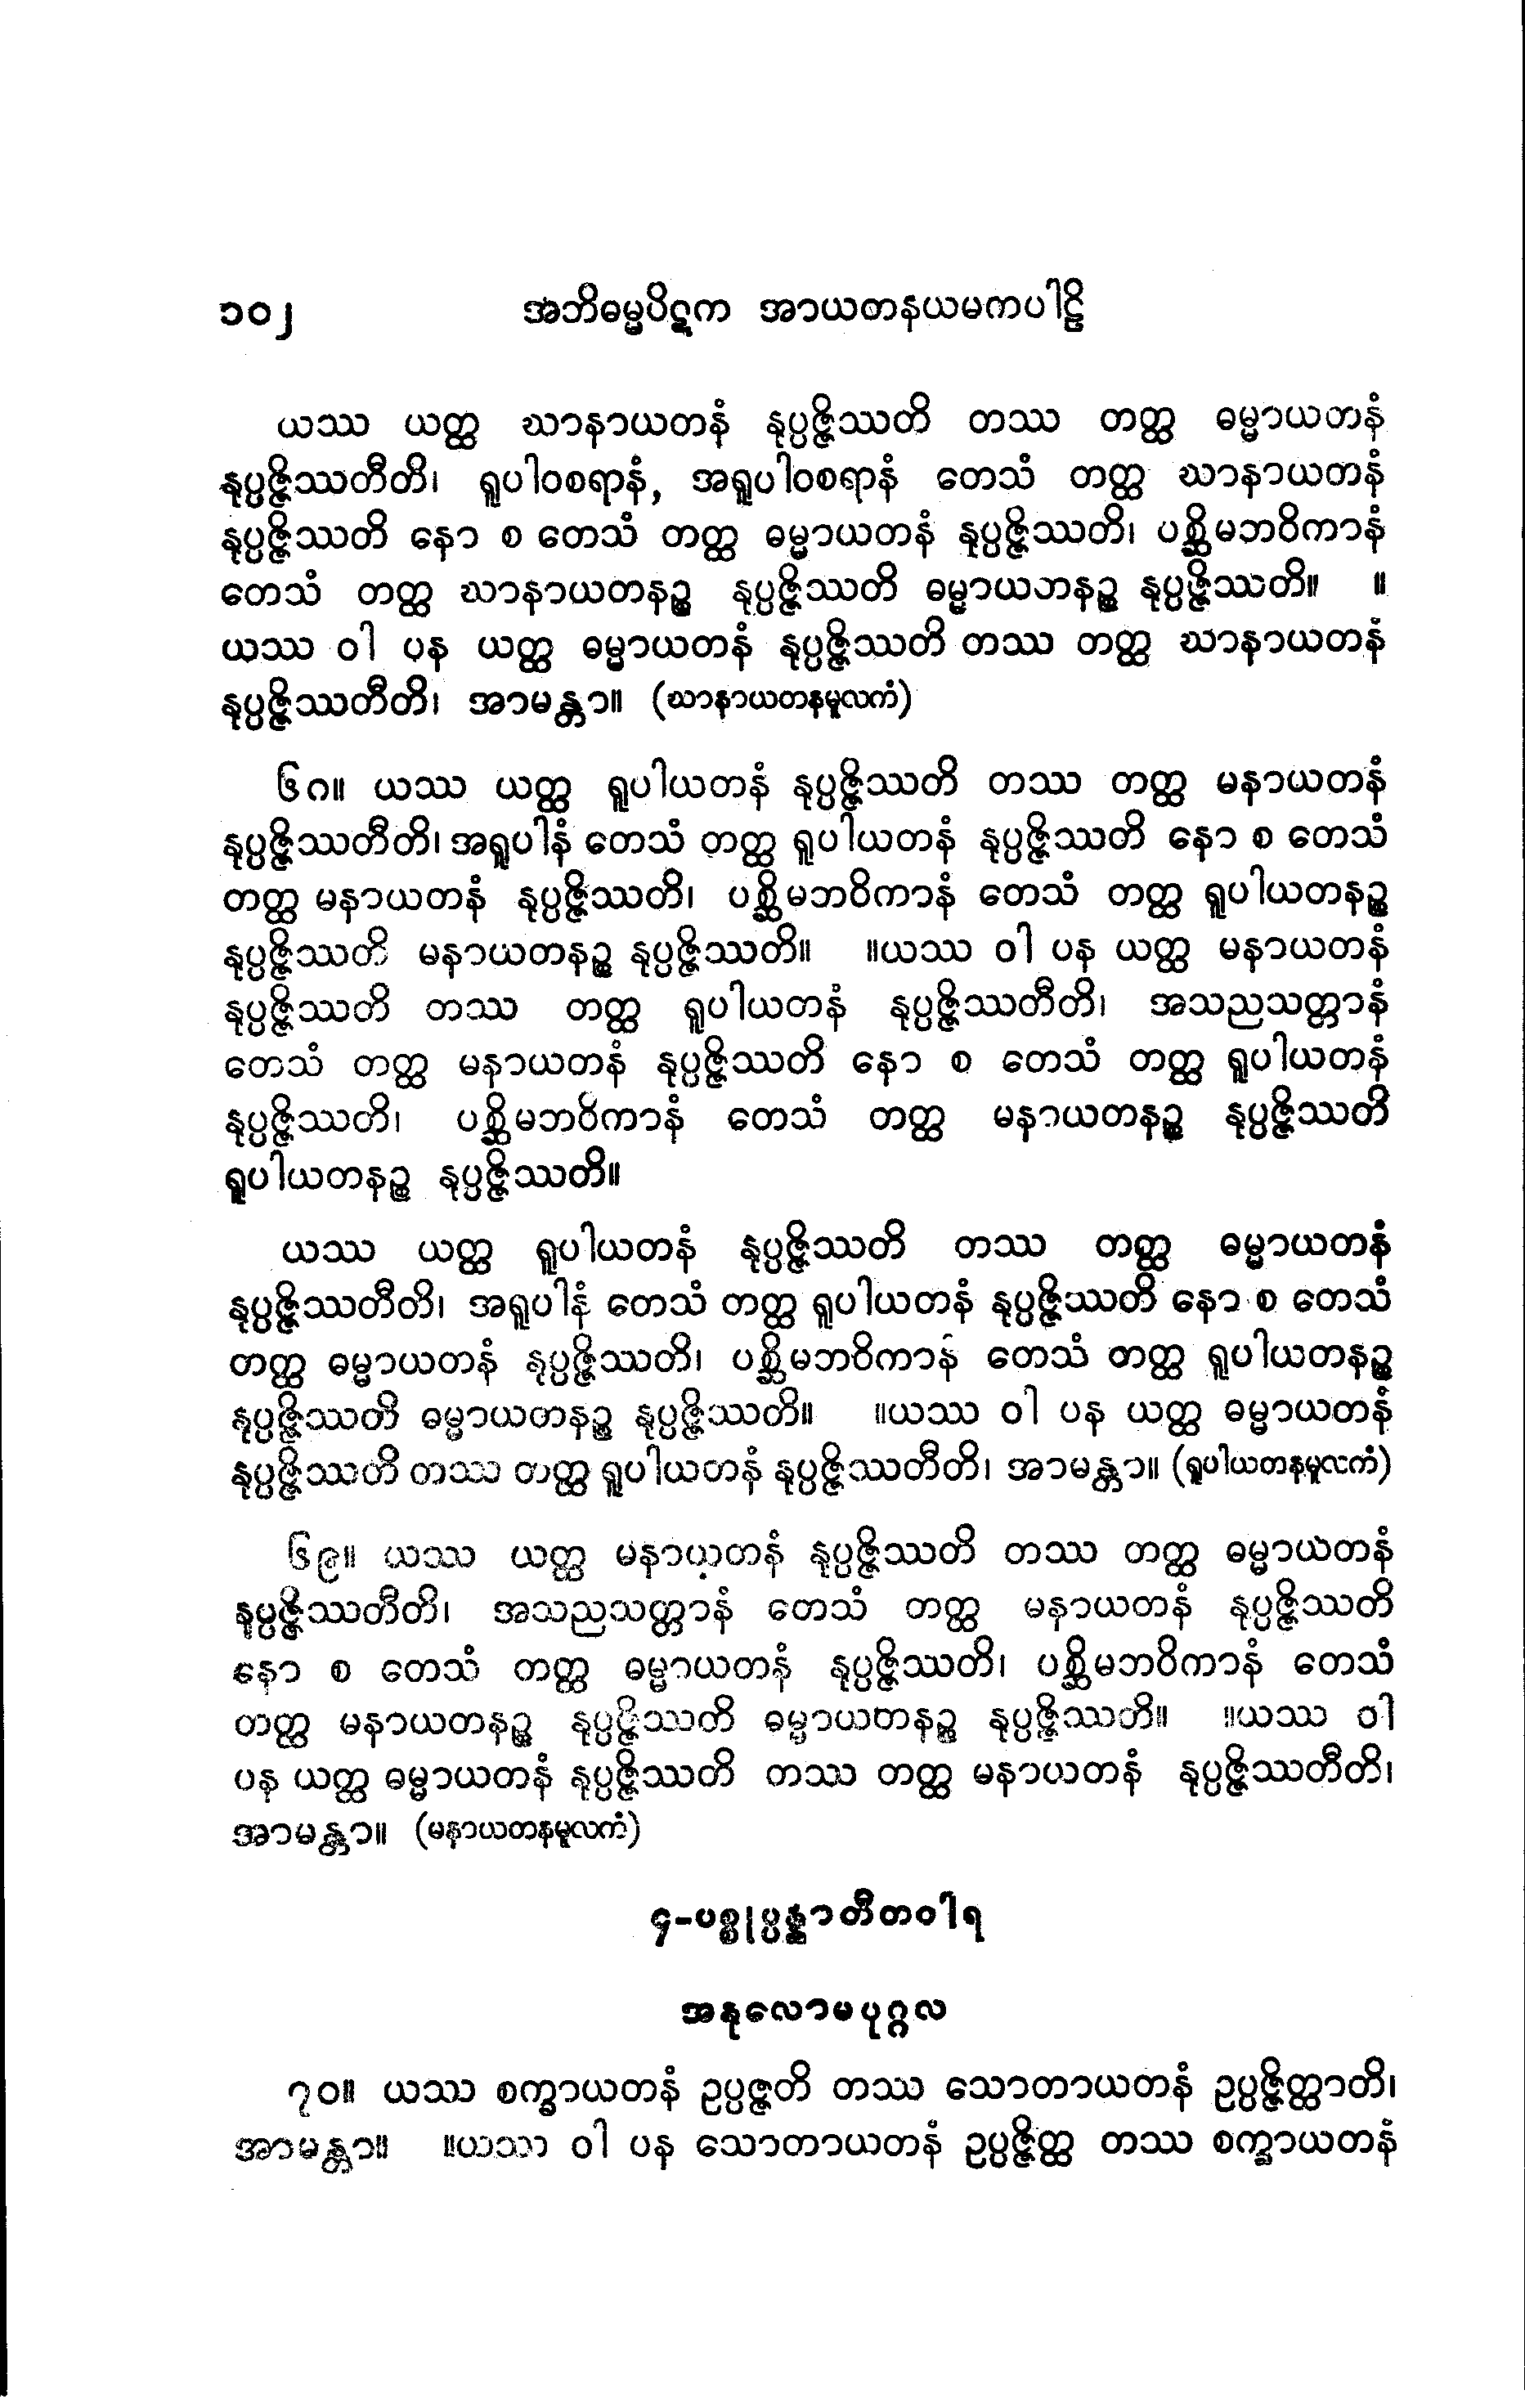 ၁၀၂ အဘိဓမ္မပိဋက အာယတနယမကပါဠိ
ယဿ ယတ္ထ ဃာနာယတနံ နုပ္ပဇ္ဇိဿတိ တဿ တတ္ထ ဓမ္မာယတနံ
နုပ္ပဇ္ဇိဿတီတိ၊ ရူပါဝစရာနံ, အရူပါဝစရာနံ တေသံ တတ္ထ ဃာနာယတနံ
နုပ္ပဇ္ဇိဿတိ နော စ တေသံ တတ္ထ ဓမ္မာယတနံ နုပ္ပဇ္ဇိဿတိ၊ ပစ္ဆိမဘဝိကာနံ
တေသံ တတ္ထ ဃာနာယတနဉ္စ နုပ္ပဇ္ဇိဿတိ ဓမ္မာယတနဉ္စ နုပ္ပဇ္ဇိဿတိ။ ။
ယဿ ဝါ ပန ယတ္ထ ဓမ္မာယတနံ နုပ္ပဇ္ဇိဿတိ တဿ တတ္ထ ဃာနာယတနံ
နုပ္ပဇ္ဇိဿတီတိ၊ အာမန္တာ။ (ဃာနာယတနမူလကံ)
၆၈။ ယဿ ယတ္ထ ရူပါယတနံ နုပ္ပဇ္ဇိဿတိ တဿ တတ္ထ မနာယတနံ
နုပ္ပဇ္ဇိဿတီတိ၊ အရူပါနံ တေသံ တတ္ထ ရူပါယတနံ နုပ္ပဇ္ဇိဿတိ နော စ တေသံ
တတ္ထ မနာယတနံ နုပ္ပဇ္ဇိဿတိ၊ ပစ္ဆိမဘဝိကာနံ တေသံ တတ္ထ ရူပါယတနဉ္စ
နုပ္ပဇ္ဇိဿတိ မနာယတနဉ္စ နုပ္ပဇ္ဇိဿတိ။ ။ယဿ ဝါ ပန ယတ္ထ မနာယတနံ
နုပ္ပဇ္ဇိဿတိ တဿ တတ္ထ ရူပါယတနံ နုပ္ပဇ္ဇိဿတီတိ၊ အသညသတ္တာနံ
တေသံ တတ္ထ မနာယတနံ နုပ္ပဇ္ဇိဿတိ နော စ တေသံ တတ္ထ ရူပါယတနံ
နုပ္ပဇ္ဇိဿတိ၊ ပစ္ဆိမဘဝိကာနံ တေသံ တတ္ထ မနာယတနဉ္စ နုပ္ပဇ္ဇိဿတိ
ရူပါယတနဉ္စ နုပ္ပဇ္ဇိဿတိ။
ယဿ ယတ္ထ ရူပါယတနံ နုပ္ပဇ္ဇိဿတိ တဿ တတ္ထ ဓမ္မာယတနံ
နုပ္ပဇ္ဇိဿတီတိ၊ အရူပါနံ တေသံ တတ္ထ ရူပါယတနံ နုပ္ပဇ္ဇိဿတိ နော စ တေသံ
တတ္ထ ဓမ္မာယတနံ နုပ္ပဇ္ဇိဿတိ၊ ပစ္ဆိမဘဝိကာနံ တေသံ တတ္ထ ရူပါယတနဉ္စ
နုပ္ပဇ္ဇိဿတိ ဓမ္မာယတနဉ္စ နုပ္ပဇ္ဇိဿတိ။ ။ယဿ ဝါ ပန ယတ္ထ ဓမ္မာယတနံ
နုပ္ပဇ္ဇိဿတိ တဿ တတ္ထ ရူပါယတနံ နုပ္ပဇ္ဇိဿတီတိ၊ အာမန္တာ။ (ရူပါယတနမူလကံ)
၆၉။ ယဿ ယတ္ထ မနာယတနံ နုပ္ပဇ္ဇိဿတိ တဿ တတ္ထ ဓမ္မာယတနံ
နုပ္ပဇ္ဇိဿတီတိ၊ အသညသတ္တာနံ တေသံ တတ္ထ မနာယတနံ နုပ္ပဇ္ဇိဿတိ
နော စ တေသံ တတ္ထ ဓမ္မာယတနံ နုပ္ပဇ္ဇိဿတိ၊ ပစ္ဆိမဘဝိကာနံ တေသံ
တတ္ထ မနာယတနဉ္စ နုပ္ပဇ္ဇိဿတိ ဓမ္မာယတနဉ္စ နုပ္ပဇ္ဇိဿတိ။ ။ယဿ ဝါ
ပန ယတ္ထ ဓမ္မာယတနံ နုပ္ပဇ္ဇိဿတိ တဿ တတ္ထ မနာယတနံ နုပ္ပဇ္ဇိဿတီတိ၊
အာမန္တာ။ (မနာယတနမူလကံ)
၄-ပစ္စုပ္ပန္နာတီတဝါရ
အနုလောမပုဂ္ဂလ
၇၀။ ယဿ စက္ခာယတနံ ဥပ္ပဇ္ဇတိ တဿ သောတာယတနံ ဥပ္ပဇ္ဇိတ္ထာတိ၊
အာမန္တာ။ ။ယဿ ဝါ ပန သောတာယတနံ ဥပ္ပဇ္ဇိတ္ထ တဿ စက္ခာယတနံ